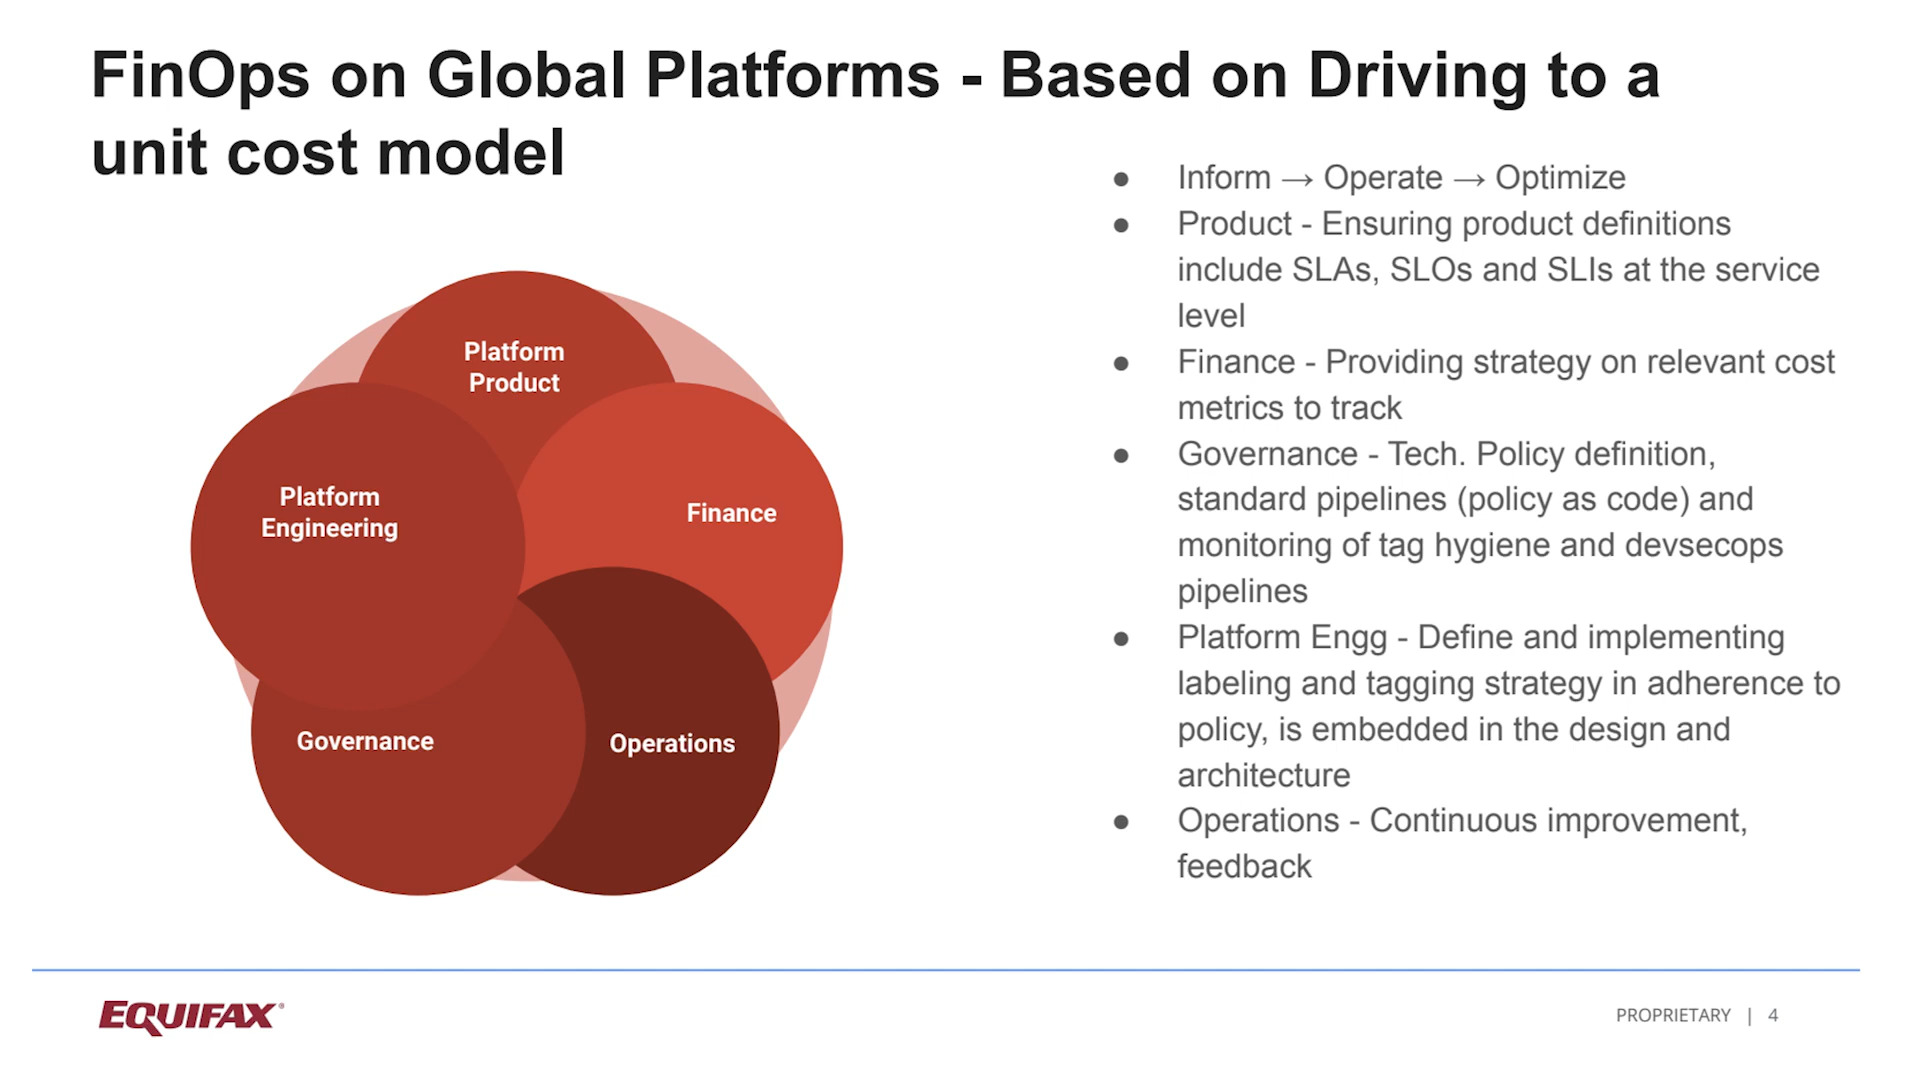 FinOps on Global Platforms - Based on Driving to a
unit cost model
Platform
Product
Platform
Engineering
Finance
Governance
Operations
● Inform → Operate → Optimize
● Product - Ensuring product definitions
include SLAs, SLOs and SLIs at the service
level
● Finance - Providing strategy on relevant cost
metrics to track
● Governance - Tech. Policy definition,
standard pipelines (policy as code) and
monitoring of tag hygiene and devsecops
pipelines
● Platform Engg - Define and implementing
labeling and tagging strategy in adherence to
policy, is embedded in the design and
architecture
● Operations - Continuous improvement,
feedback
EQUIFAX®
PROPRIETARY | 4